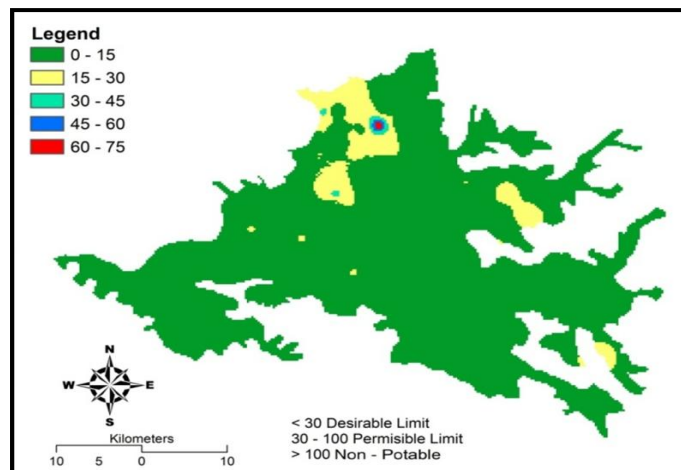 Legend
0 - 15
15 - 30
30 - 45
45 - 60
60 - 75
N
W E
S
Kilometers
10 5 0 10
< 30 Desirable Limit
30 - 100 Permisible Limit
> 100 Non - Potable